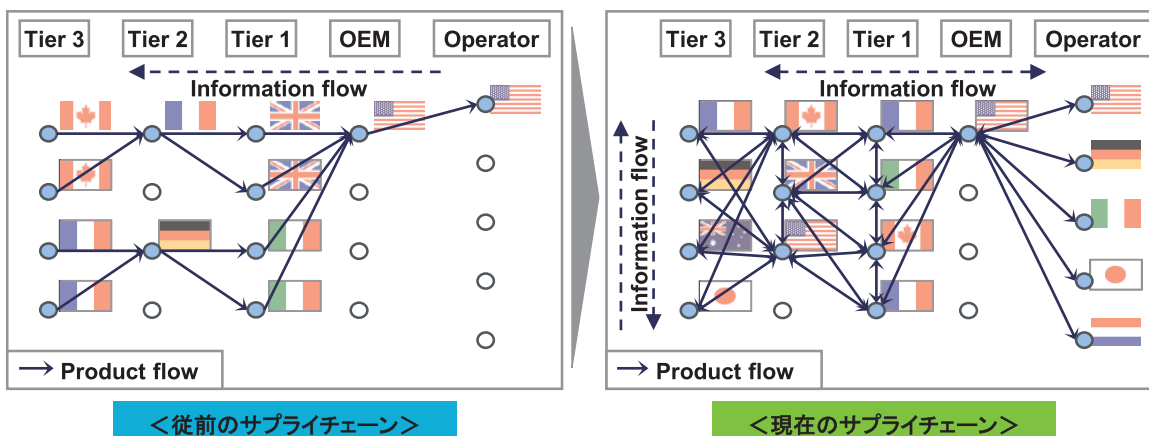 Tier 3 Tier 2 Tier 1 OEM Operator
Information flow
Product flow
＜従前のサプライチェーン＞
Tier 3 Tier 2 Tier 1 OEM Operator
Information flow
Information flow
Product flow
＜現在のサプライチェーン＞